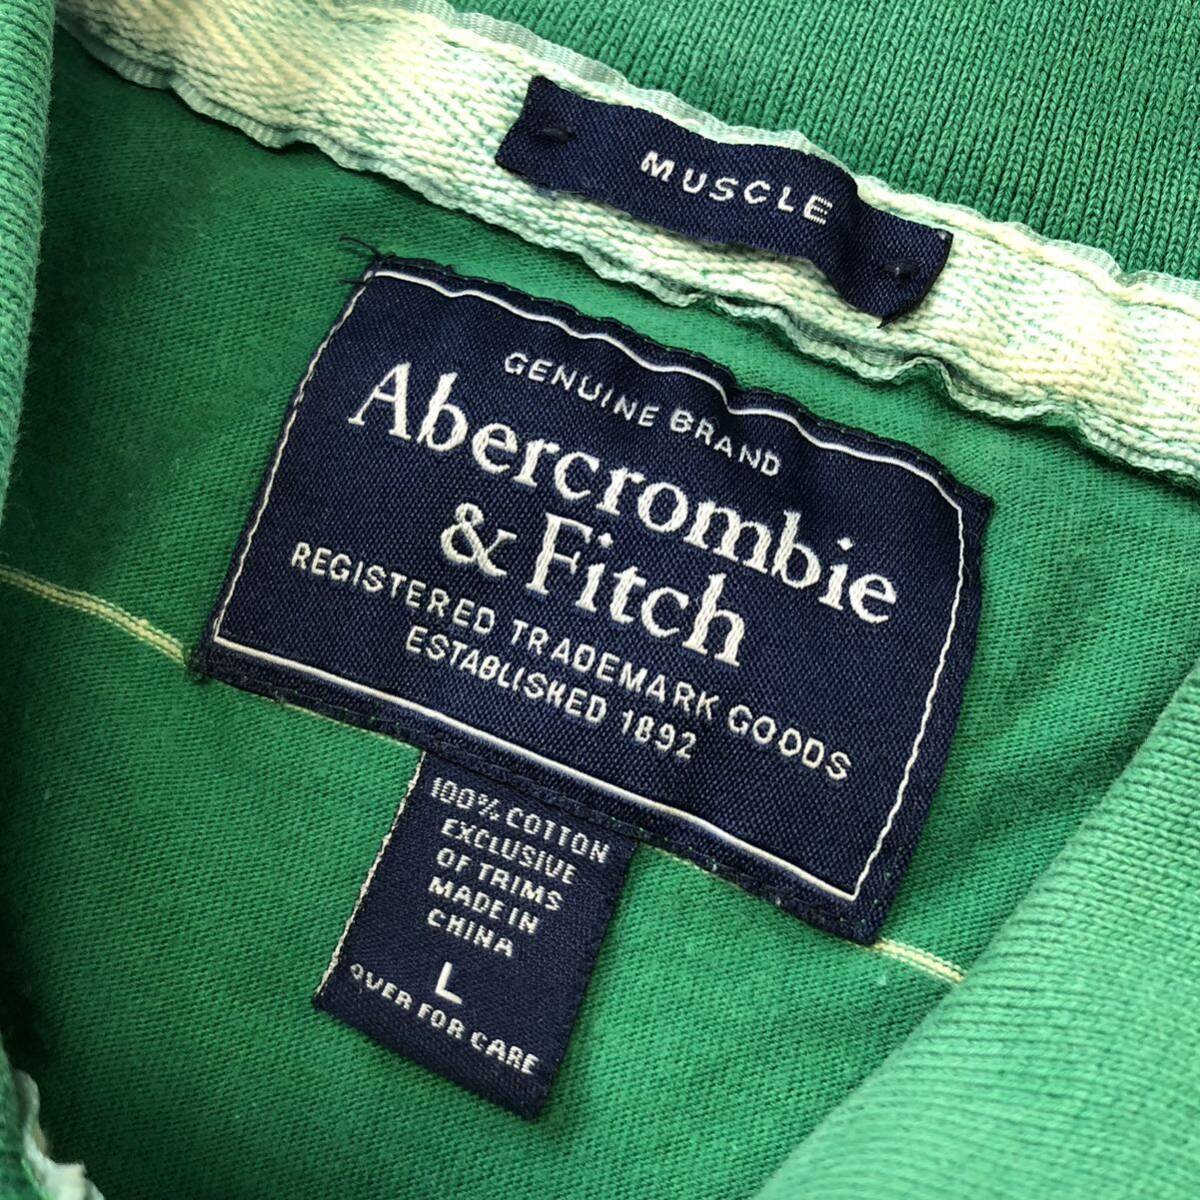 MUSCLE
GENUINE BRAND
Abercrombie
& Fitch
REGISTERED TRADEMARK GOODS
ESTABLISHED 1892
100% COTTON
EXCLUSIVE
OF TRIMS
MADE IN
CHINA
L
OVER FOR CARE